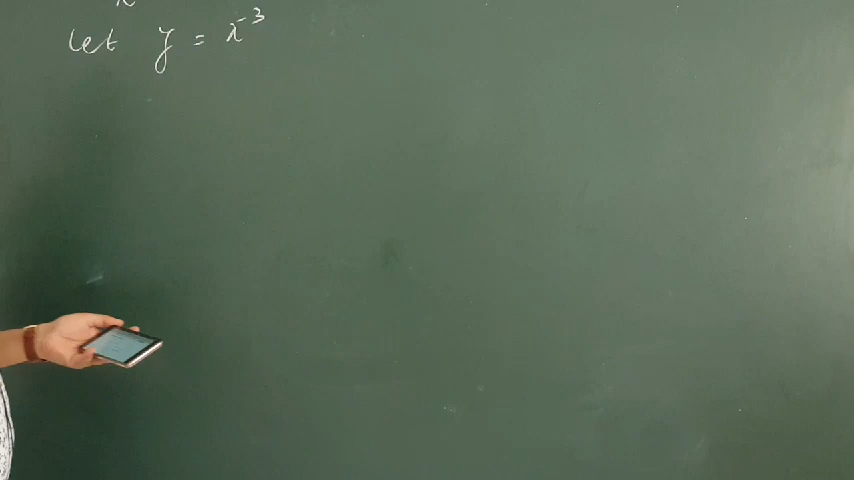 let y = x⁻³